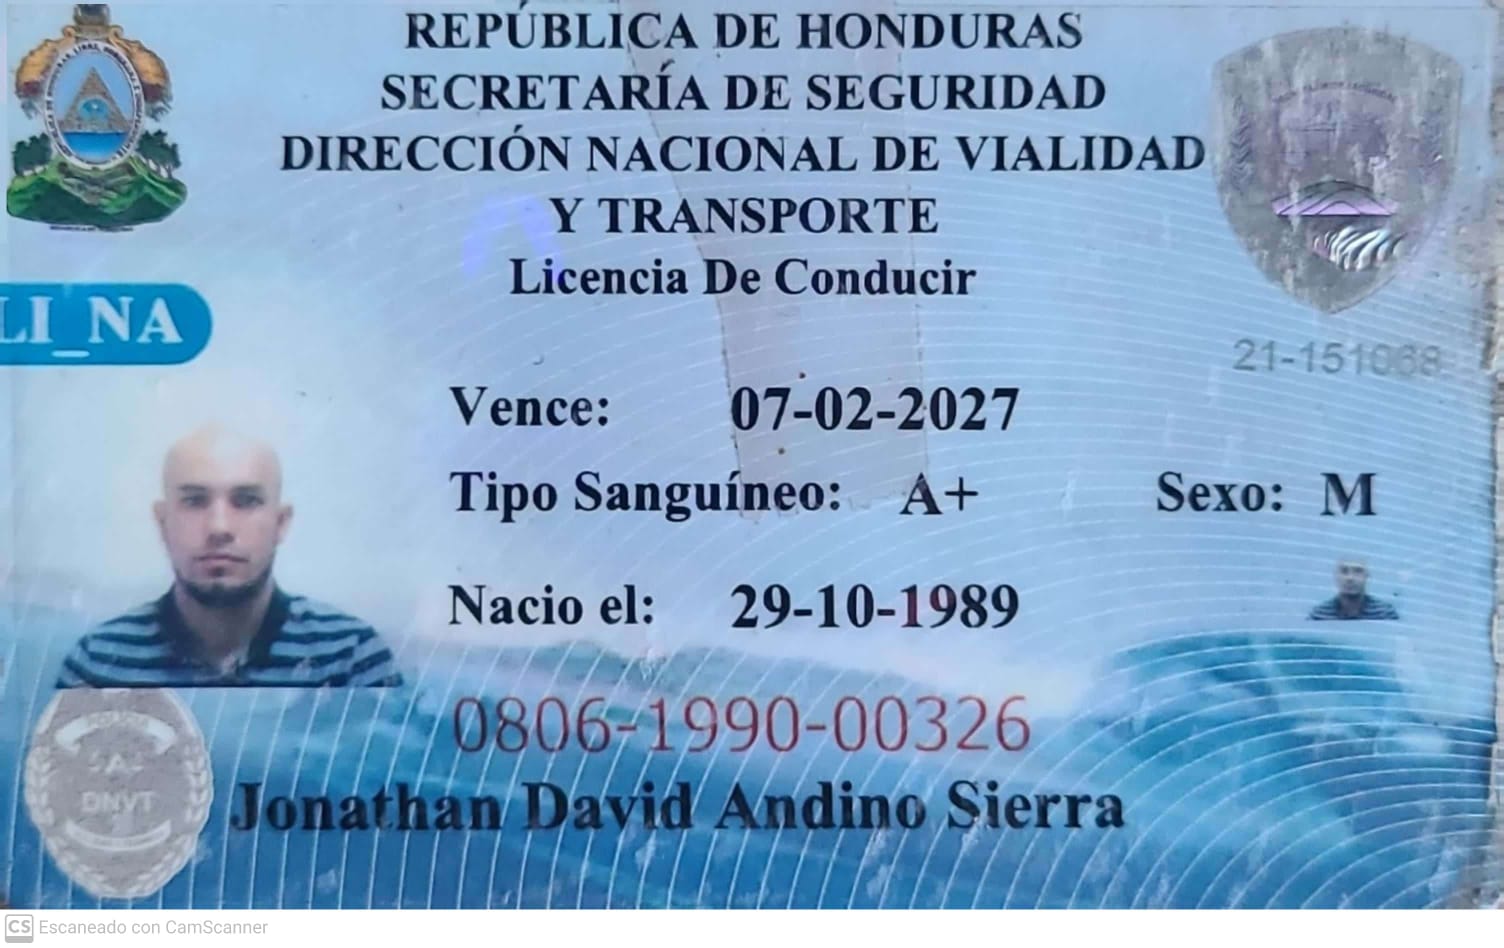 REPÚBLICA DE HONDURAS
SECRETARÍA DE SEGURIDAD
DIRECCIÓN NACIONAL DE VIALIDAD
Y TRANSPORTE
Licencia De Conducir
LI_NA
21-151068
Vence: 07-02-2027
Tipo Sanguíneo: A+ Sexo: M
Nacio el: 29-10-1989
0806-1990-00326
DNVT
Jonathan David Andino Sierra
CS Escaneado con CamScanner